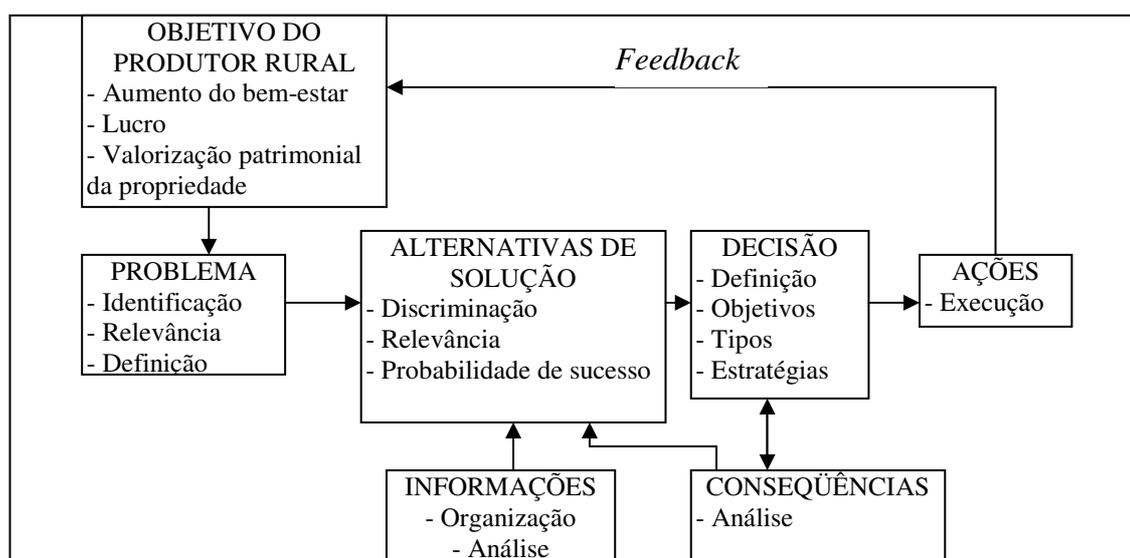 OBJETIVO DO
PRODUTOR RURAL
- Aumento do bem-estar
- Lucro
- Valorização patrimonial
da propriedade
Feedback
PROBLEMA
- Identificação
- Relevância
- Definição
ALTERNATIVAS DE
SOLUÇÃO
- Discriminação
- Relevância
- Probabilidade de sucesso
DECISÃO
- Definição
- Objetivos
- Tipos
- Estratégias
AÇÕES
- Execução
INFORMAÇÕES
- Organização
- Análise
CONSEQÜÊNCIAS
- Análise